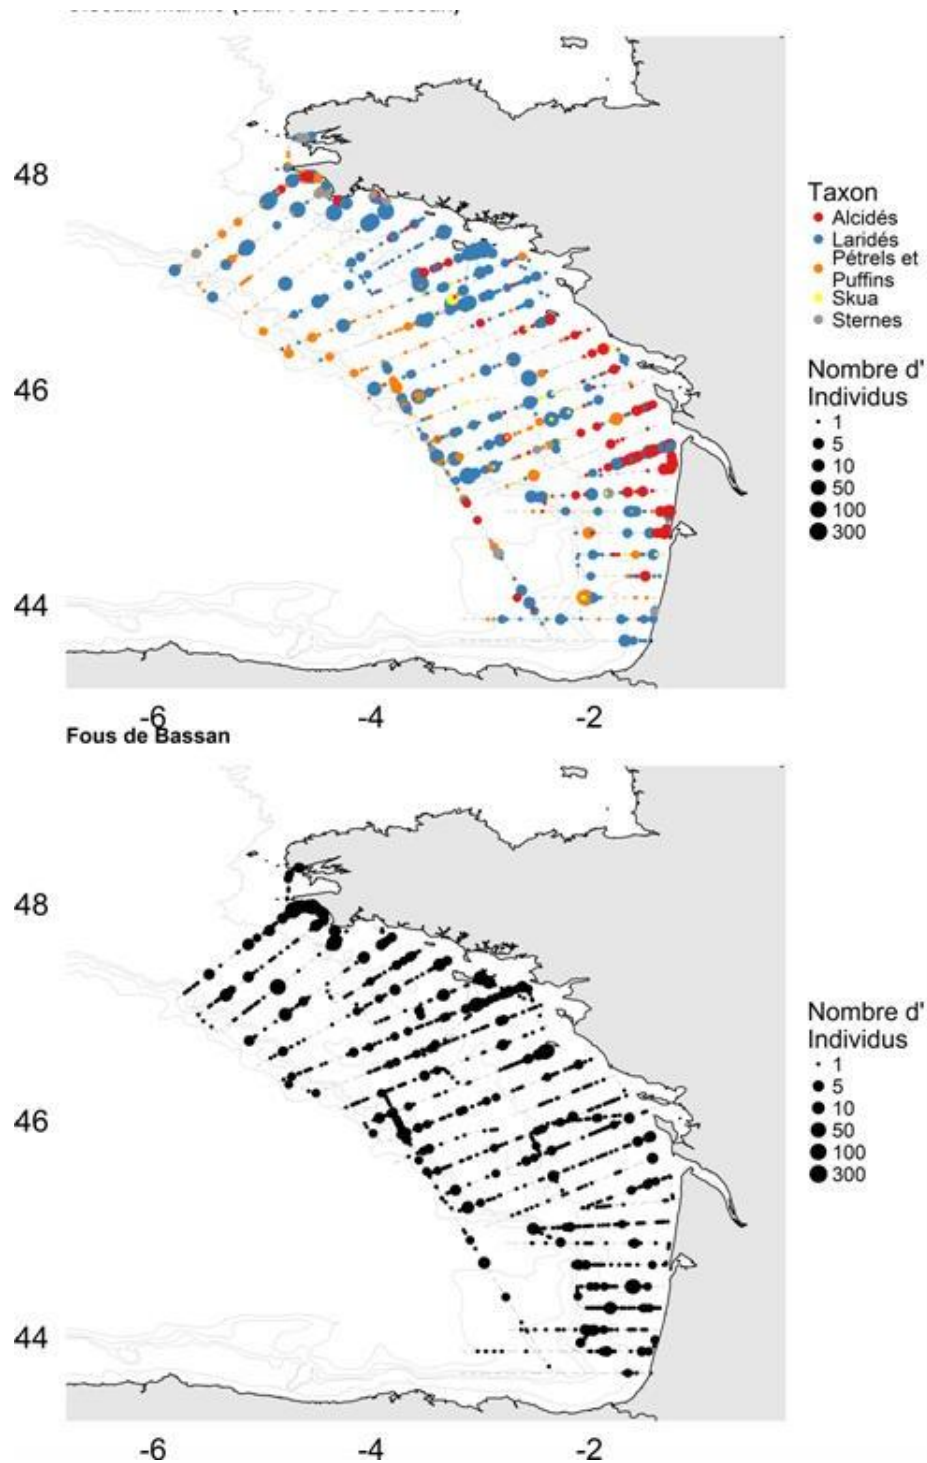 48
46
44
-6
-4
-2
Taxon
Alcidés
Laridés
Pétrels et
Puffins
Skua
Sternes
Nombre d'
Individus
1
5
10
50
100
300
Fous de Bassan
48
46
44
-6
-4
-2
Nombre d'
Individus
1
5
10
50
100
300